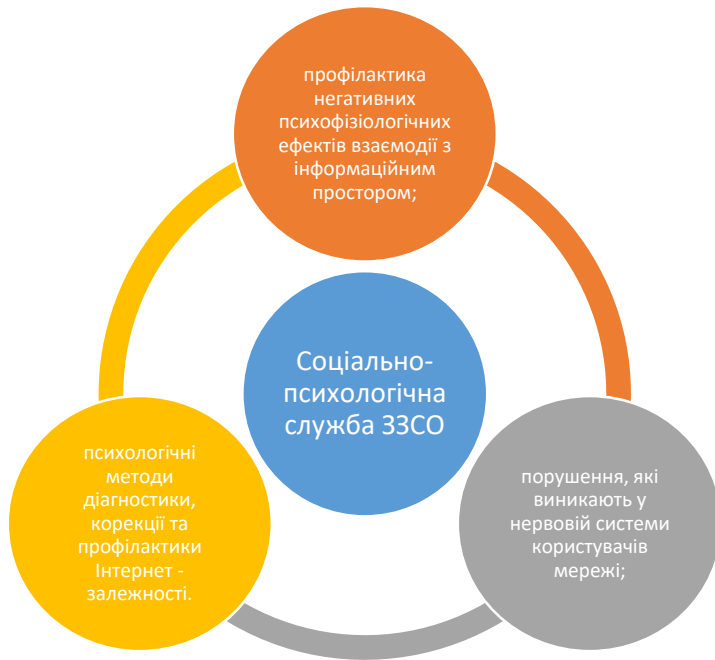 профілактика
негативних
психофізіологічних
ефектів взаємодії з
інформаційним
простором;
Соціально-
психологічна
служба ЗЗСО
психологічні
методи
діагностики,
корекції та
профілактики
Інтернет -
залежності.
порушення, які
виникають у
нервовій системи
користувачів
мережі;